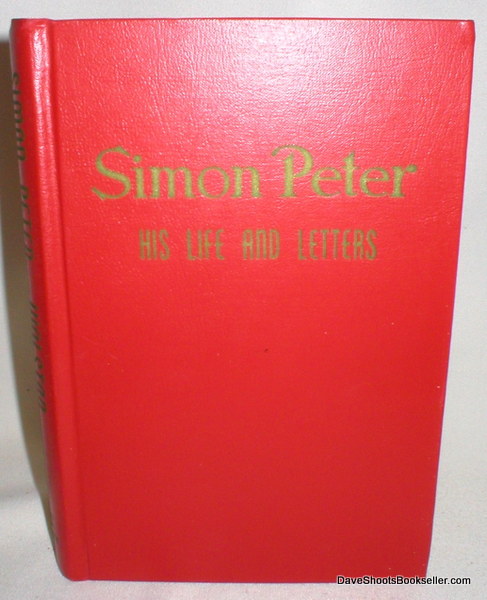 Simon Peter
HIS LIFE AND LETTERS
DaveShootsBookseller.com